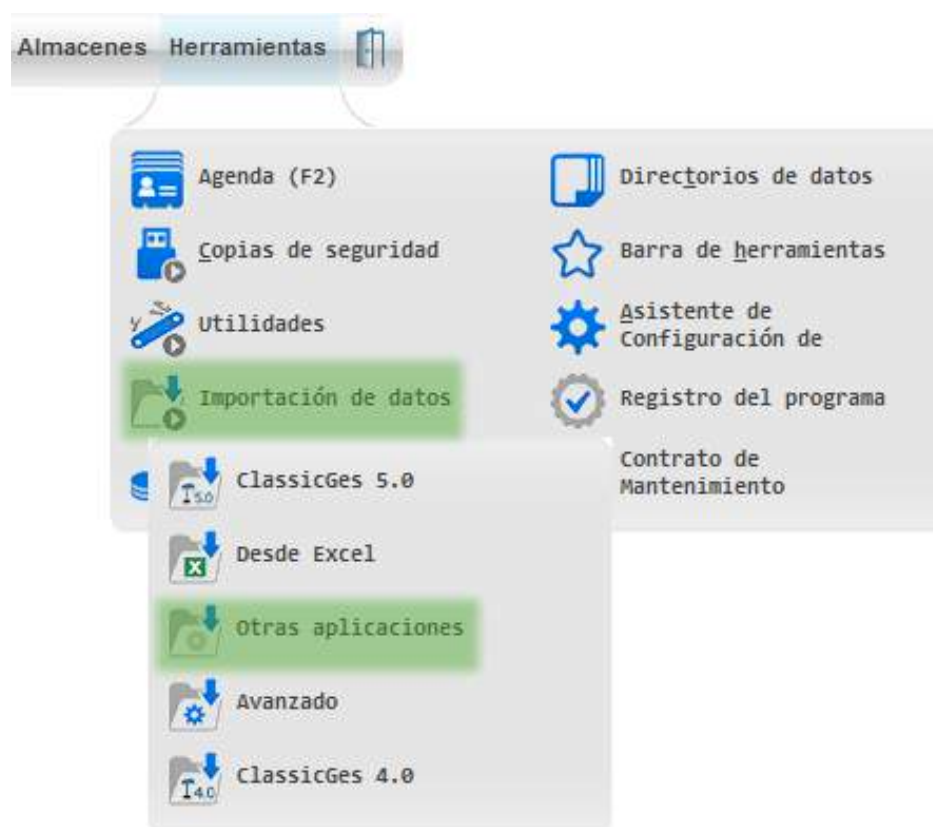 Almacenes Herramientas
Agenda (F2)
Directorios de datos
Copias de seguridad
Barra de herramientas
Utilidades
Asistente de
Configuración de
Importación de datos
Registro del programa
ClassicGes 5.0
Contrato de
Mantenimiento
Desde Excel
Otras aplicaciones
Avanzado
ClassicGes 4.0